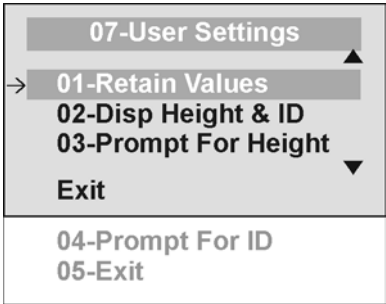 07-User Settings
01-Retain Values
02-Disp Height & ID
03-Prompt For Height
Exit
04-Prompt For ID
05-Exit